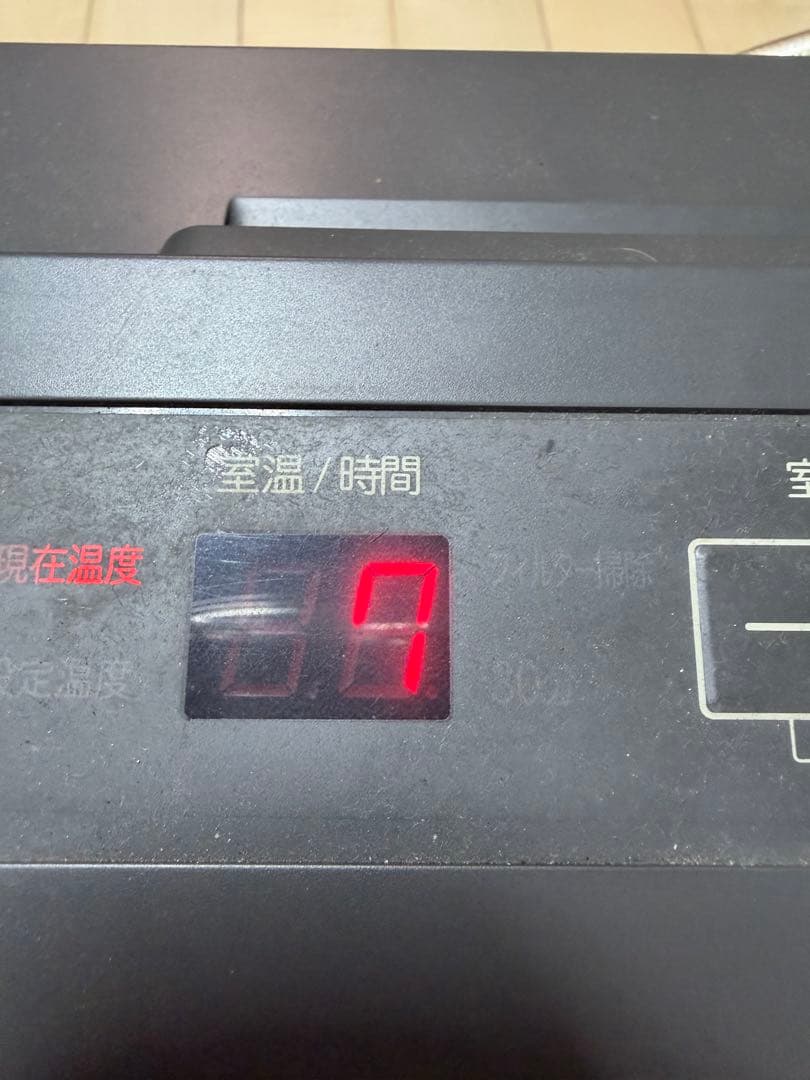 室温/時間
現在温度
7
設定温度
フィルター掃除
30分